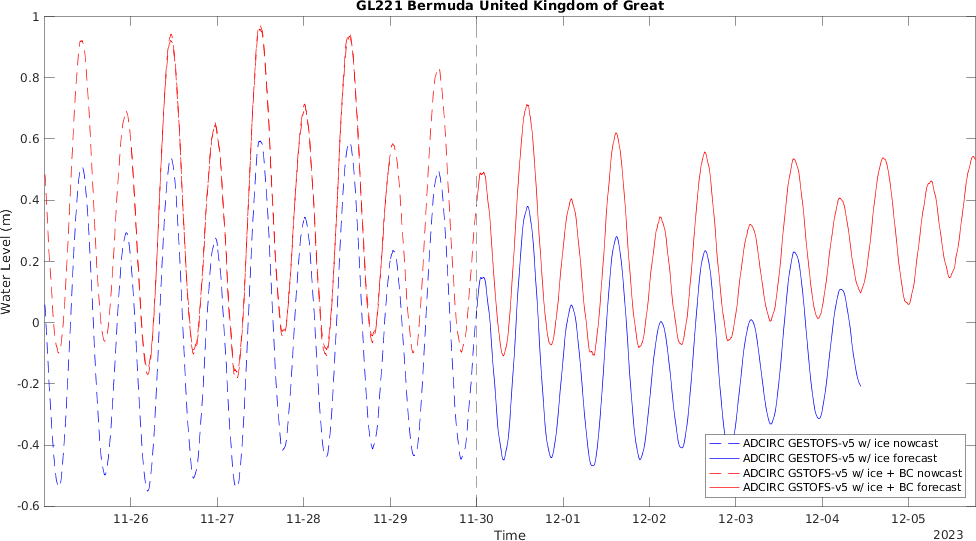 GL221 Bermuda United Kingdom of Great
1
0.8
0.6
0.4
0.2
0
-0.2
-0.4
-0.6
Water Level (m)
11-26 11-27 11-28 11-29 11-30 12-01 12-02 12-03 12-04 12-05
Time
2023
ADCIRC GESTOFS-v5 w/ ice nowcast
ADCIRC GESTOFS-v5 w/ ice forecast
ADCIRC GSTOFS-v5 w/ ice + BC nowcast
ADCIRC GSTOFS-v5 w/ ice + BC forecast